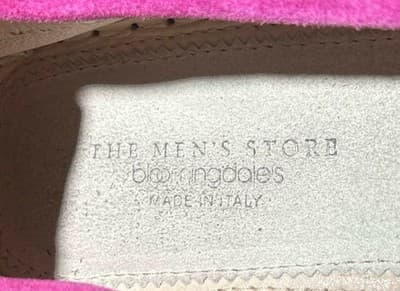 THE MEN'S STORE
bloomingdale's
MADE IN ITALY